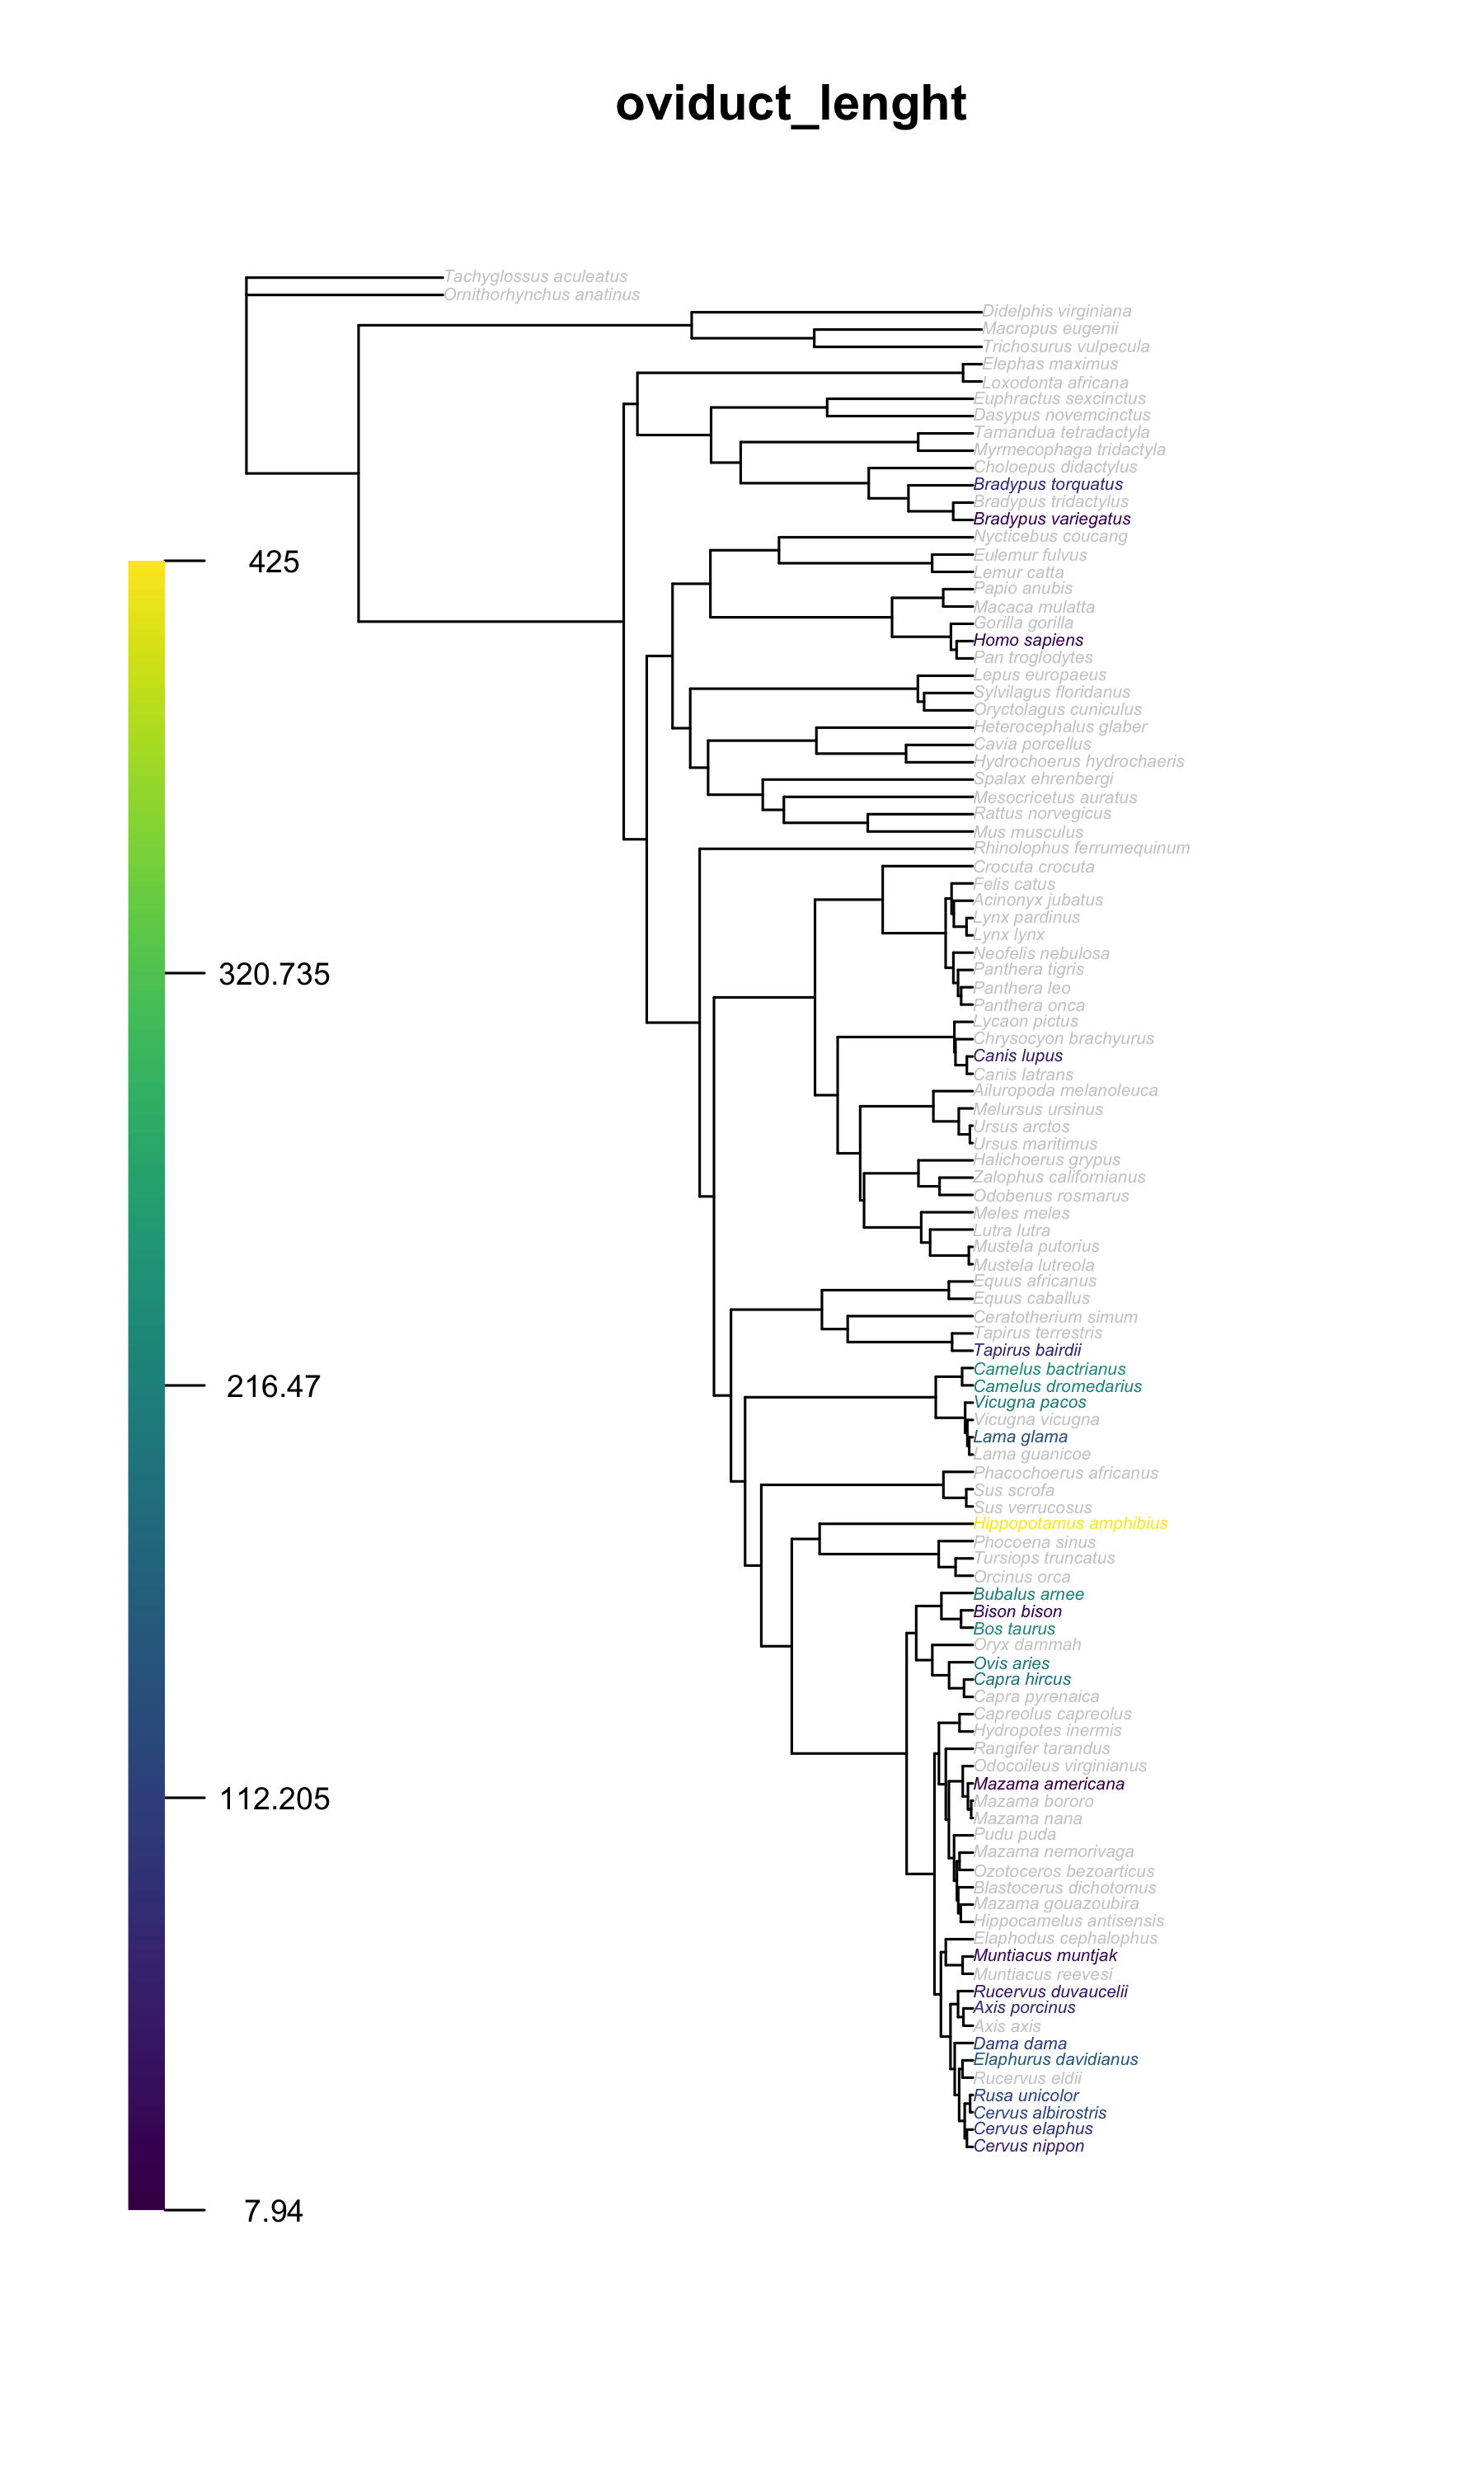 oviduct_lenght
Tachyglossus aculeatus
Ornithorhynchus anatinus
Didelphis virginiana
Macropus eugenii
Trichosurus vulpecula
Elephas maximus
Loxodonta africana
Euphractus sexcinctus
Dasypus novemcinctus
Tamandua tetradactyla
Myrmecophaga tridactyla
Choloepus didactylus
Bradypus torquatus
Bradypus tridactylus
Bradypus variegatus
Nycticebus coucang
Eulemur fulvus
Lemur catta
Papio anubis
Macaca mulatta
Gorilla gorilla
Homo sapiens
Pan troglodytes
Lepus europaeus
Sylvilagus floridanus
Oryctolagus cuniculus
Heterocephalus glaber
Cavia porcellus
Hydrochoerus hydrochaeris
Spalax ehrenbergi
Mesocricetus auratus
Rattus norvegicus
Mus musculus
Rhinolophus ferrumequinum
Crocuta crocuta
Felis catus
Acinonyx jubatus
Lynx pardinus
Lynx lynx
Neofelis nebulosa
Panthera tigris
Panthera leo
Panthera onca
Lycaon pictus
Chrysocyon brachyurus
Canis lupus
Canis latrans
Ailuropoda melanoleuca
Melursus ursinus
Ursus arctos
Ursus maritimus
Halichoerus grypus
Zalophus californianus
Odobenus rosmarus
Meles meles
Lutra lutra
Mustela putorius
Mustela lutreola
Equus africanus
Equus caballus
Ceratotherium simum
Tapirus terrestris
Tapirus bairdii
Camelus bactrianus
Camelus dromedarius
Vicugna pacos
Vicugna vicugna
Lama glama
Lama guanicoe
Phacochoerus africanus
Sus scrofa
Sus verrucosus
Hippopotamus amphibius
Phocoena sinus
Tursiops truncatus
Orcinus orca
Bubalus arnee
Bison bison
Bos taurus
Oryx dammah
Ovis aries
Capra hircus
Capra pyrenaica
Capreolus capreolus
Hydropotes inermis
Rangifer tarandus
Odocoileus virginianus
Mazama americana
Mazama bororo
Mazama nana
Pudu puda
Mazama nemorivaga
Ozotoceros bezoarticus
Blastocerus dichotomus
Mazama gouazoubira
Hippocamelus antisensis
Elaphodus cephalophus
Muntiacus muntjak
Muntiacus reevesi
Rucervus duvaucelii
Axis porcinus
Axis axis
Dama dama
Elaphurus davidianus
Rucervus eldii
Rusa unicolor
Cervus albirostris
Cervus elaphus
Cervus nippon
425
320.735
216.47
112.205
7.94